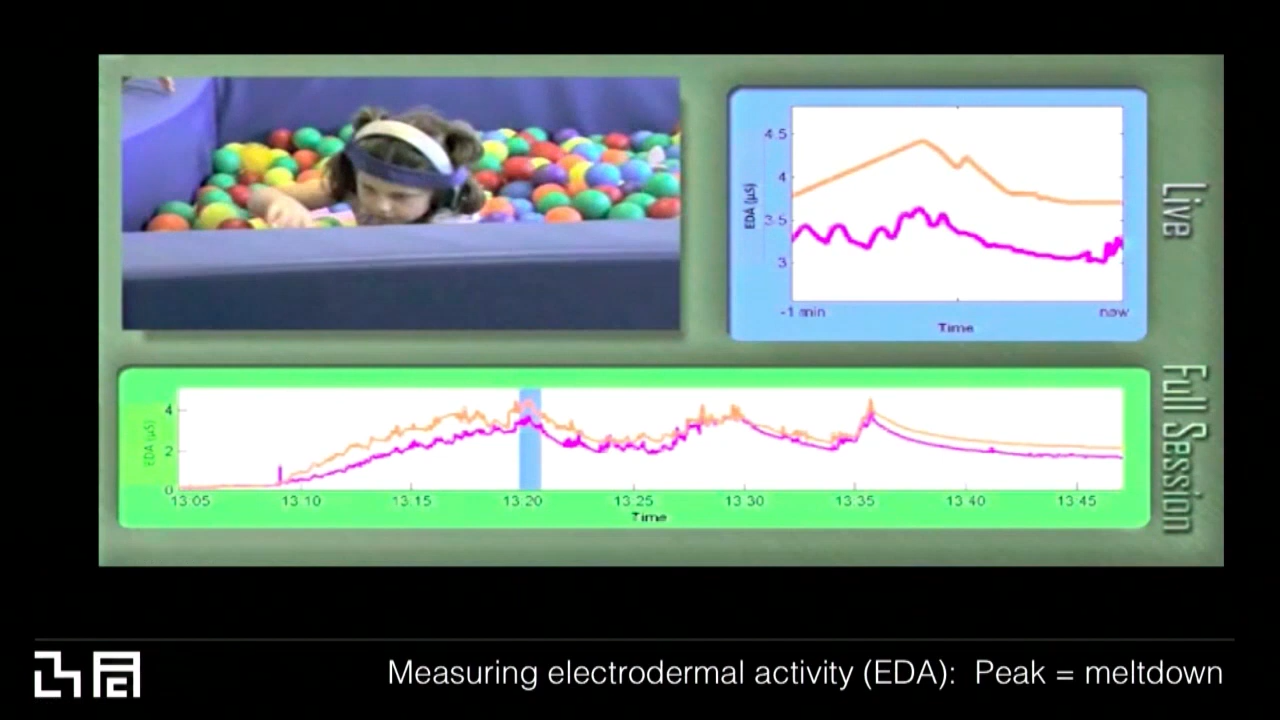 Live
4.5
4
3.5
3
EDA (µS)
-1 min
now
Time
Full Session
4
2
0
EDA (µS)
13:05
13:10
13:15
13:20
13:25
13:30
13:35
13:40
13:45
Time
Measuring electrodermal activity (EDA): Peak = meltdown